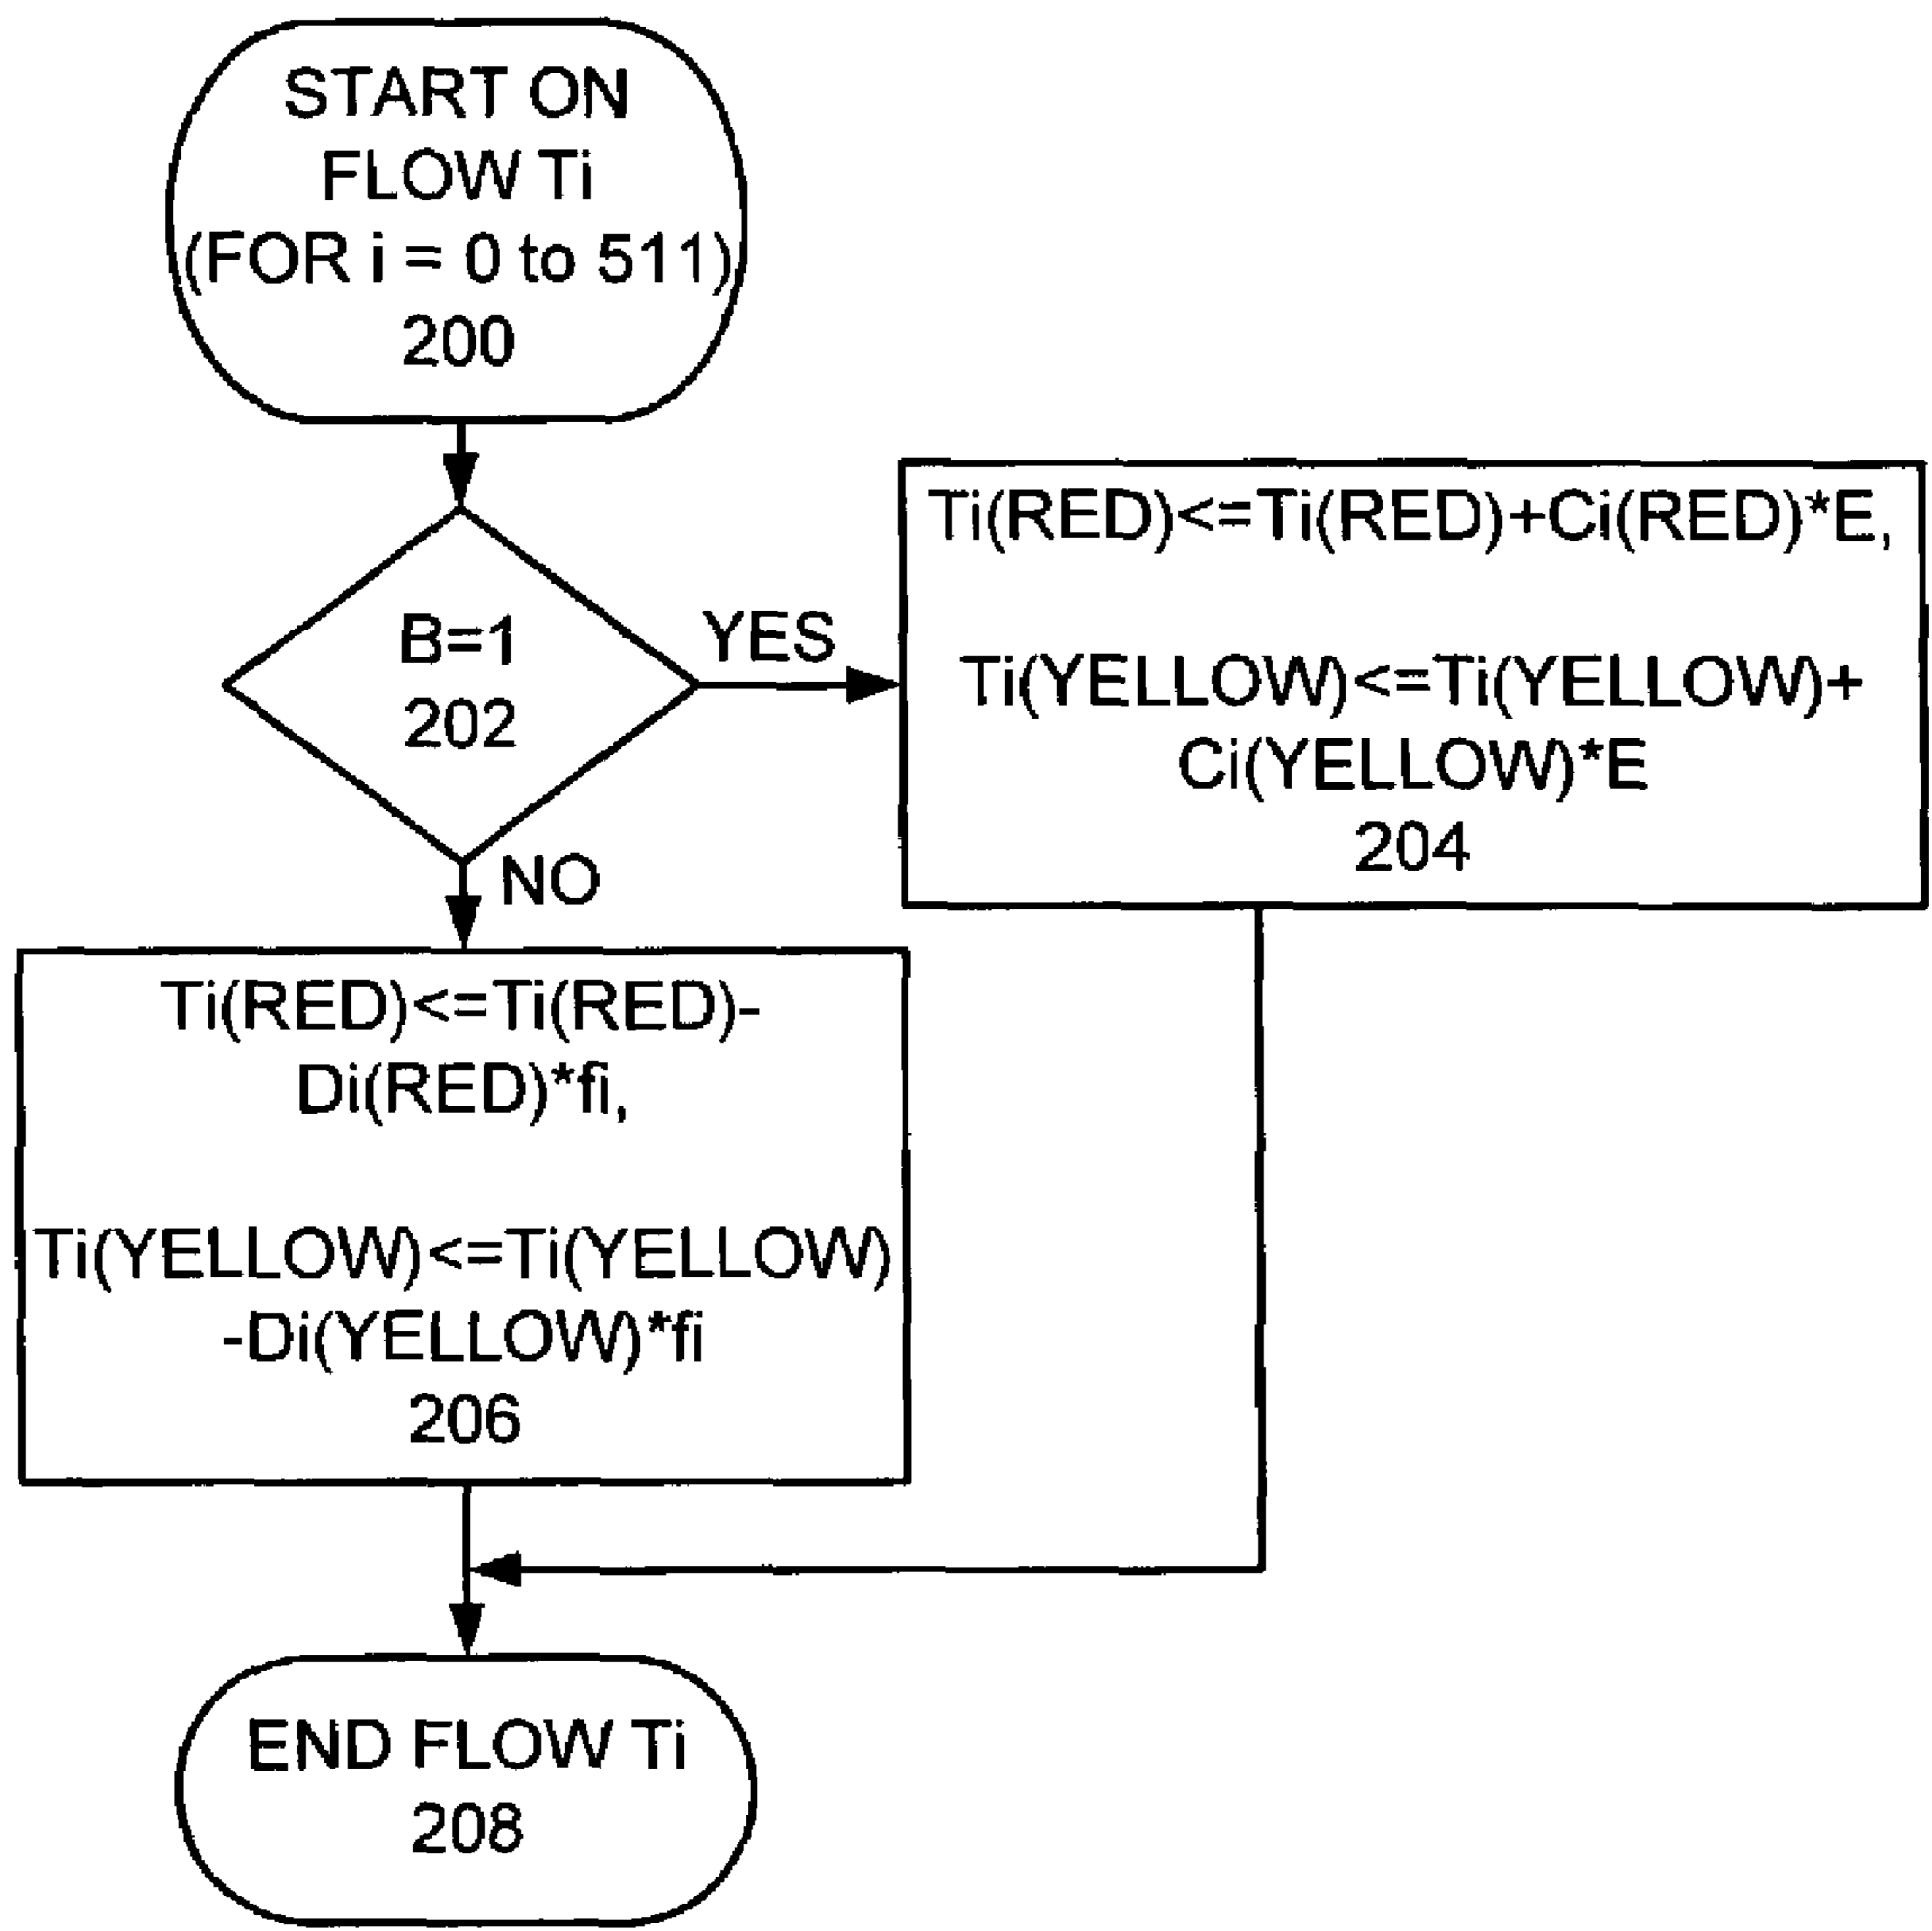 START ON
FLOW Ti
(FOR i = 0 to 511)
200
B=1
202
YES
Ti(RED)<=Ti(RED)+Ci(RED)*E,
Ti(YELLOW)<=Ti(YELLOW)+
Ci(YELLOW)*E
204
NO
Ti(RED)<=Ti(RED)-
Di(RED)*fi,
Ti(YELLOW)<=Ti(YELLOW)
-Di(YELLOW)*fi
206
END FLOW Ti
208